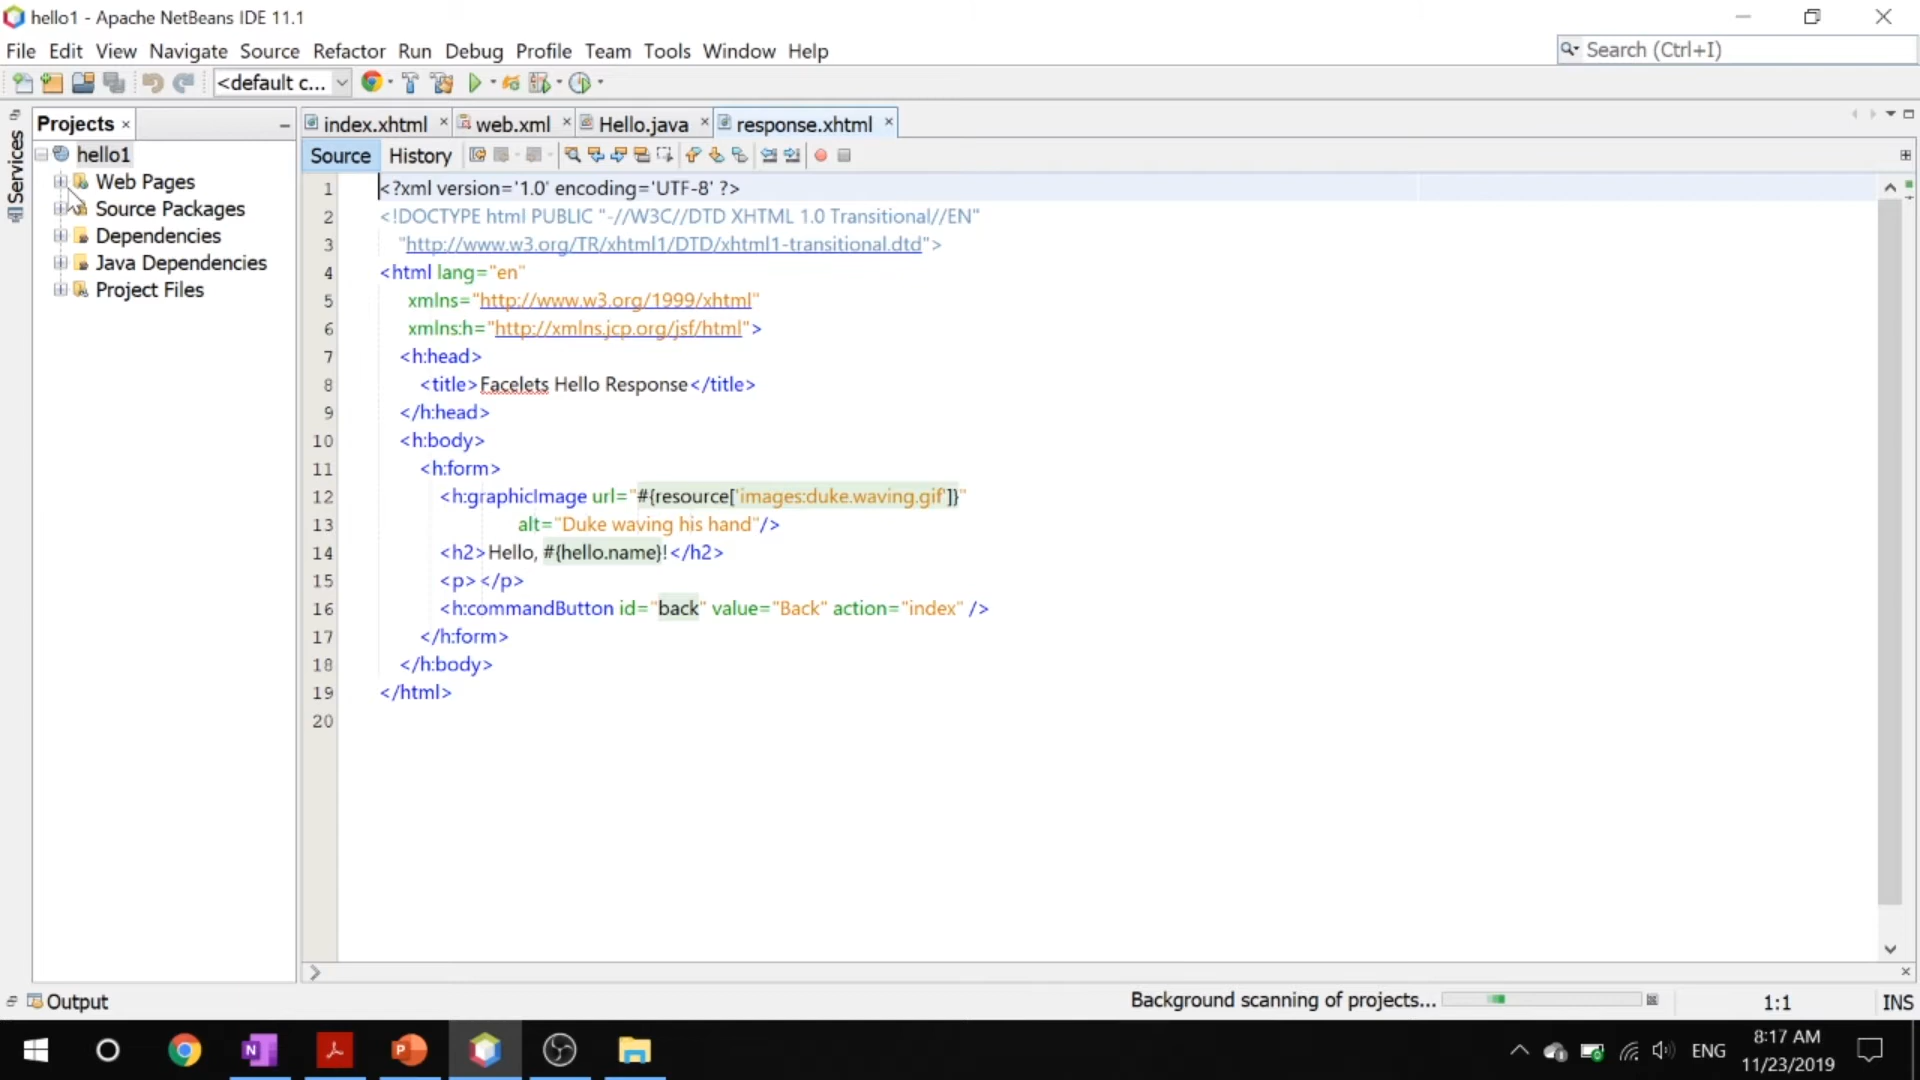 hello1 - Apache NetBeans IDE 11.1
File Edit View Navigate Source Refactor Run Debug Profile Team Tools Window Help
Search (Ctrl+I)
<default c...
Services
Projects
hello1
Web Pages
Source Packages
Dependencies
Java Dependencies
Project Files
index.xhtml web.xml Hello.java response.xhtml
Source History
1 <?xml version='1.0' encoding='UTF-8' ?>
2 <!DOCTYPE html PUBLIC "-//W3C//DTD XHTML 1.0 Transitional//EN"
3 "http://www.w3.org/TR/xhtml1/DTD/xhtml1-transitional.dtd">
4 <html lang="en"
5 xmlns="http://www.w3.org/1999/xhtml"
6 xmlns:h="http://xmlns.jcp.org/jsf/html">
7 <h:head>
8 <title>Facelets Hello Response</title>
9 </h:head>
10 <h:body>
11 <h:form>
12 <h:graphicImage url="#{resource['images:duke.waving.gif']}"
13 alt="Duke waving his hand"/>
14 <h2>Hello, #{hello.name}!</h2>
15 <p></p>
16 <h:commandButton id="back" value="Back" action="index" />
17 </h:form>
18 </h:body>
19 </html>
20
Output
Background scanning of projects...
1:1
INS
ENG
8:17 AM
11/23/2019